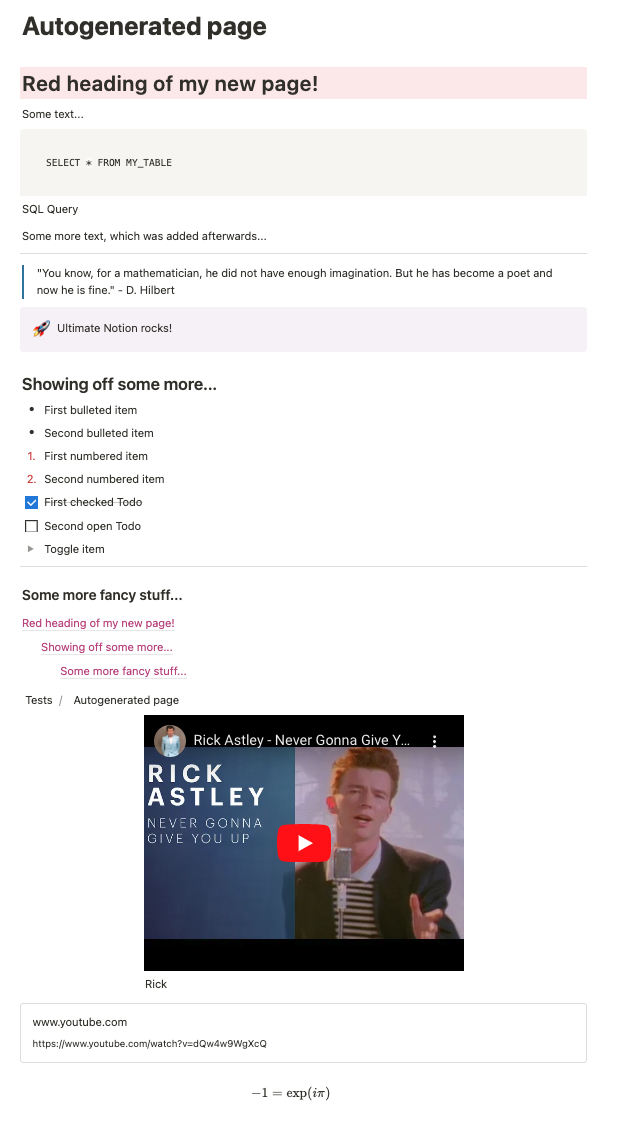 Autogenerated page
Red heading of my new page!
Some text...
SELECT * FROM MY_TABLE
SQL Query
Some more text, which was added afterwards...
"You know, for a mathematician, he did not have enough imagination. But he has become a poet and
now he is fine." - D. Hilbert
🚀 Ultimate Notion rocks!
Showing off some more...
• First bulleted item
• Second bulleted item
1. First numbered item
2. Second numbered item
First checked Todo
Second open Todo
Toggle item
Some more fancy stuff...
Red heading of my new page!
Showing off some more...
Some more fancy stuff...
Tests / Autogenerated page
Rick Astley - Never Gonna Give Y...
RICK
ASTLEY
NEVER GONNA
GIVE YOU UP
Rick
www.youtube.com
https://www.youtube.com/watch?v=dQw4w9WgXcQ
−1 = exp(iπ)